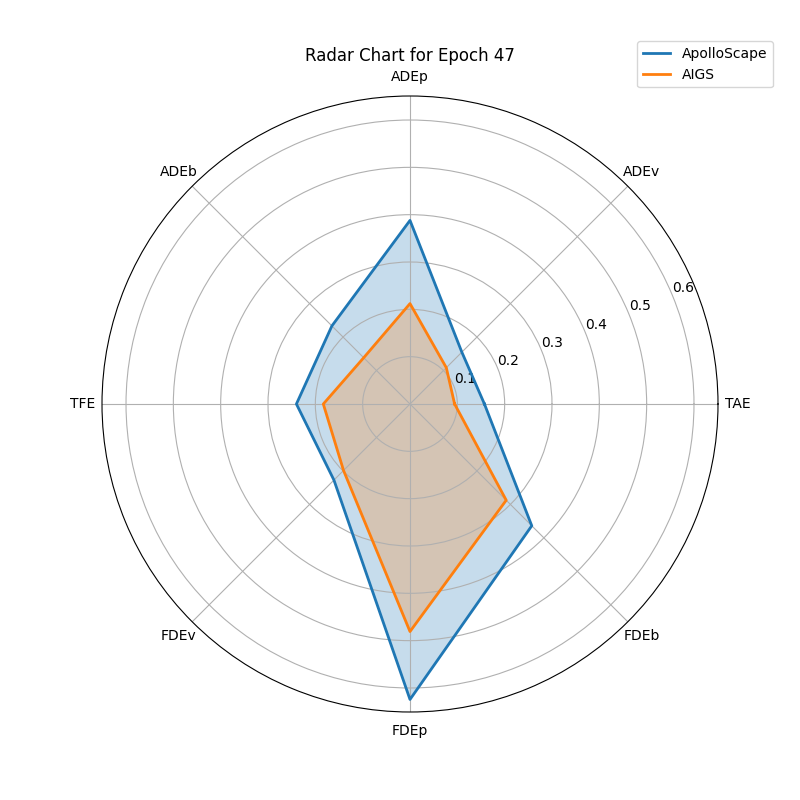 Radar Chart for Epoch 47
ApolloScape
AIGS
ADEp
ADEb
ADEv
0.6
0.5
0.4
0.3
0.2
0.1
TFE
TAE
FDEv
FDEb
FDEp